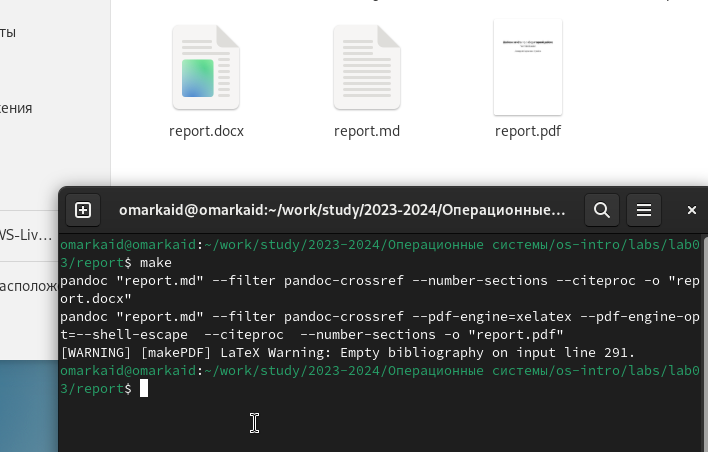 ты
report.docx
report.md
report.pdf
жения
omarkaid@omarkaid:~/work/study/2023-2024/Операционные...
WS-Liv...
асполож
omarkaid@omarkaid:~/work/study/2023-2024/Операционные системы/os-intro/labs/lab0
3/report$ make
pandoc "report.md" --filter pandoc-crossref --number-sections --citeproc -o "rep
ort.docx"
pandoc "report.md" --filter pandoc-crossref --pdf-engine=xelatex --pdf-engine-op
t=--shell-escape  --citeproc  --number-sections -o "report.pdf"
[WARNING] [makePDF] LaTeX Warning: Empty bibliography on input line 291.
omarkaid@omarkaid:~/work/study/2023-2024/Операционные системы/os-intro/labs/lab0
3/report$